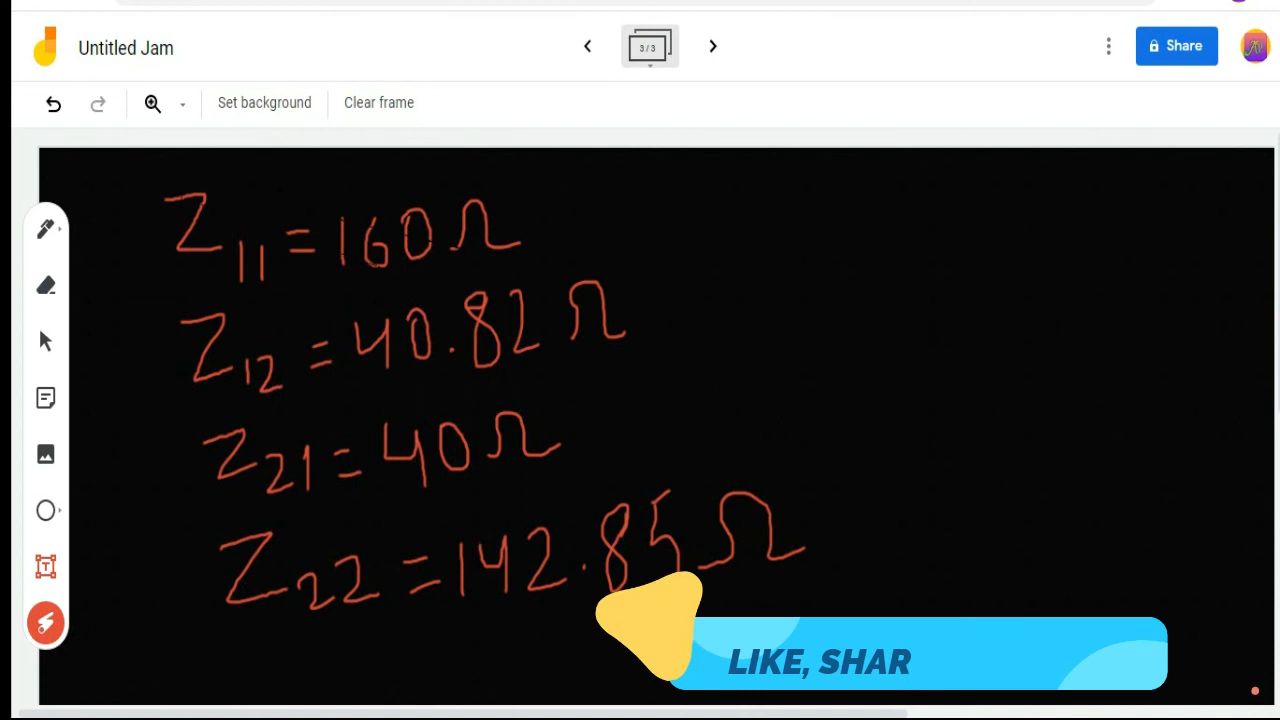 Untitled Jam
3 / 3
Share
Set background
Clear frame
Z₁₁ = 160 Ω
Z₁₂ = 40.82 Ω
Z₂₁ = 40 Ω
Z₂₂ = 142.85 Ω
LIKE, SHAR